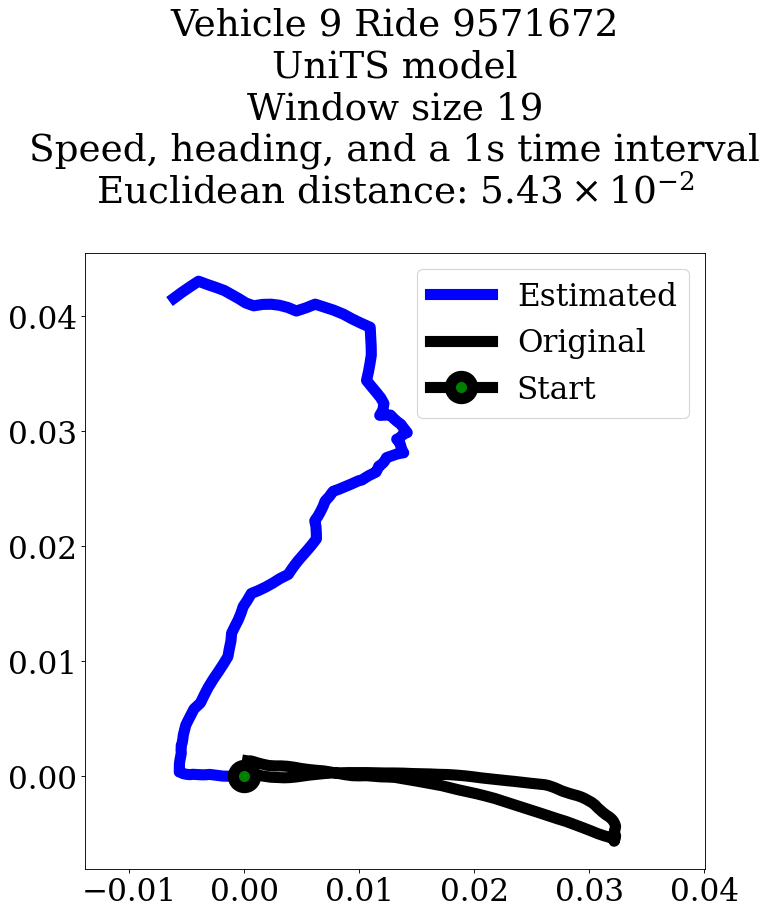 Vehicle 9 Ride 9571672
UniTS model
Window size 19
Speed, heading, and a 1s time interval
Euclidean distance: 5.43 × 10⁻²
Estimated
Original
Start
0.04
0.03
0.02
0.01
0.00
−0.01 0.00 0.01 0.02 0.03 0.04